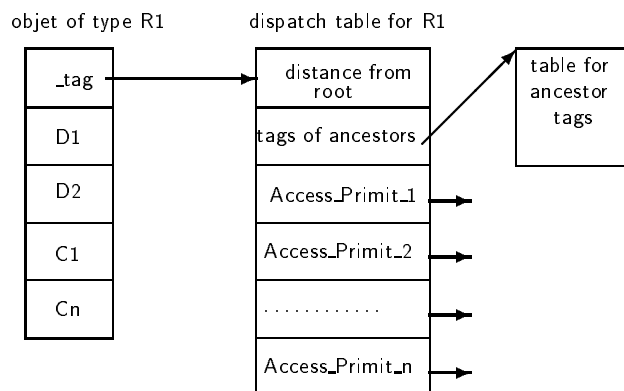 objet of type R1
dispatch table for R1
_tag
distance from
root
table for
ancestor
tags
D1
tags of ancestors
D2
Access_Primit_1
C1
Access_Primit_2
Cn
. . . . . . . . . . . .
Access_Primit_n